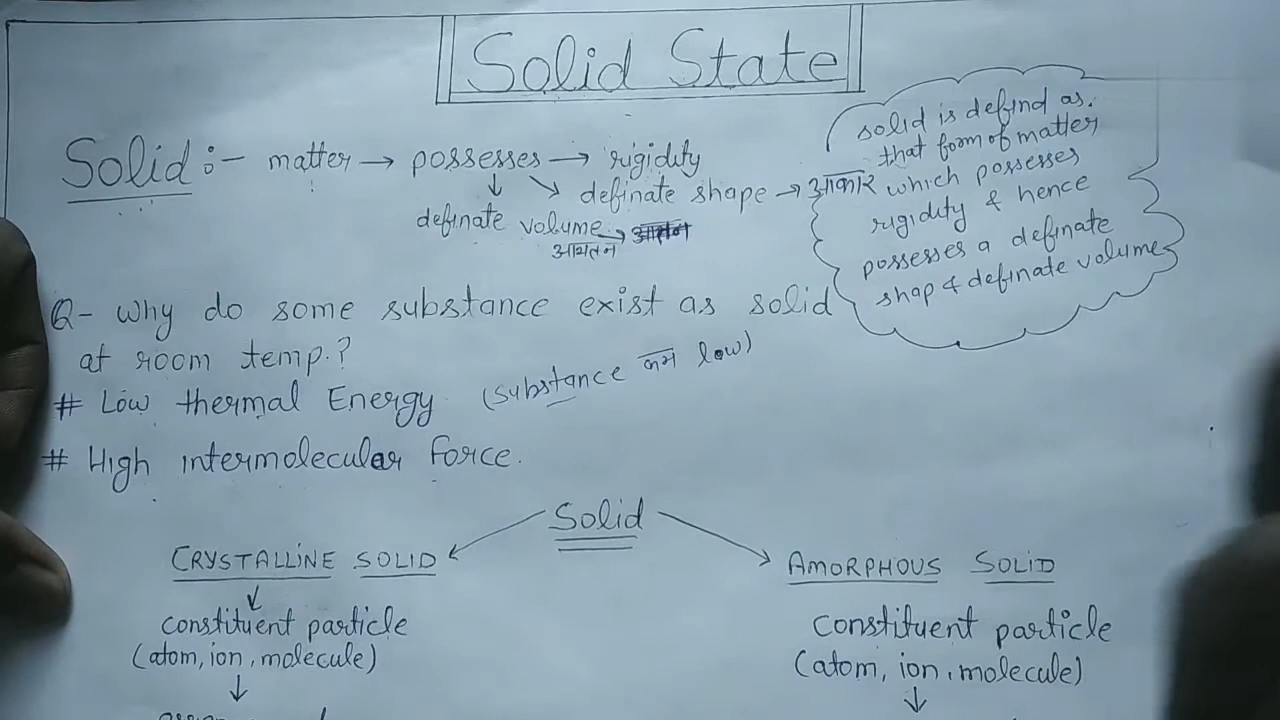 Solid State
Solid :- matter → possesses → rigidity
↓ ↘ definate shape → आकार
definate volume →
आयतन
solid is defind as.
that form of matter
which possesses
rigidity & hence
possesses a definate
shap & definate volume
Q- Why do some substance exist as solid
at room temp.?
# Low thermal Energy (substance का low)
# High intermolecular Force.
Solid
CRYSTALLINE SOLID
↓
constituent particle
(atom, ion, molecule)
↓
AMORPHOUS SOLID
constituent particle
(atom, ion, molecule)
↓